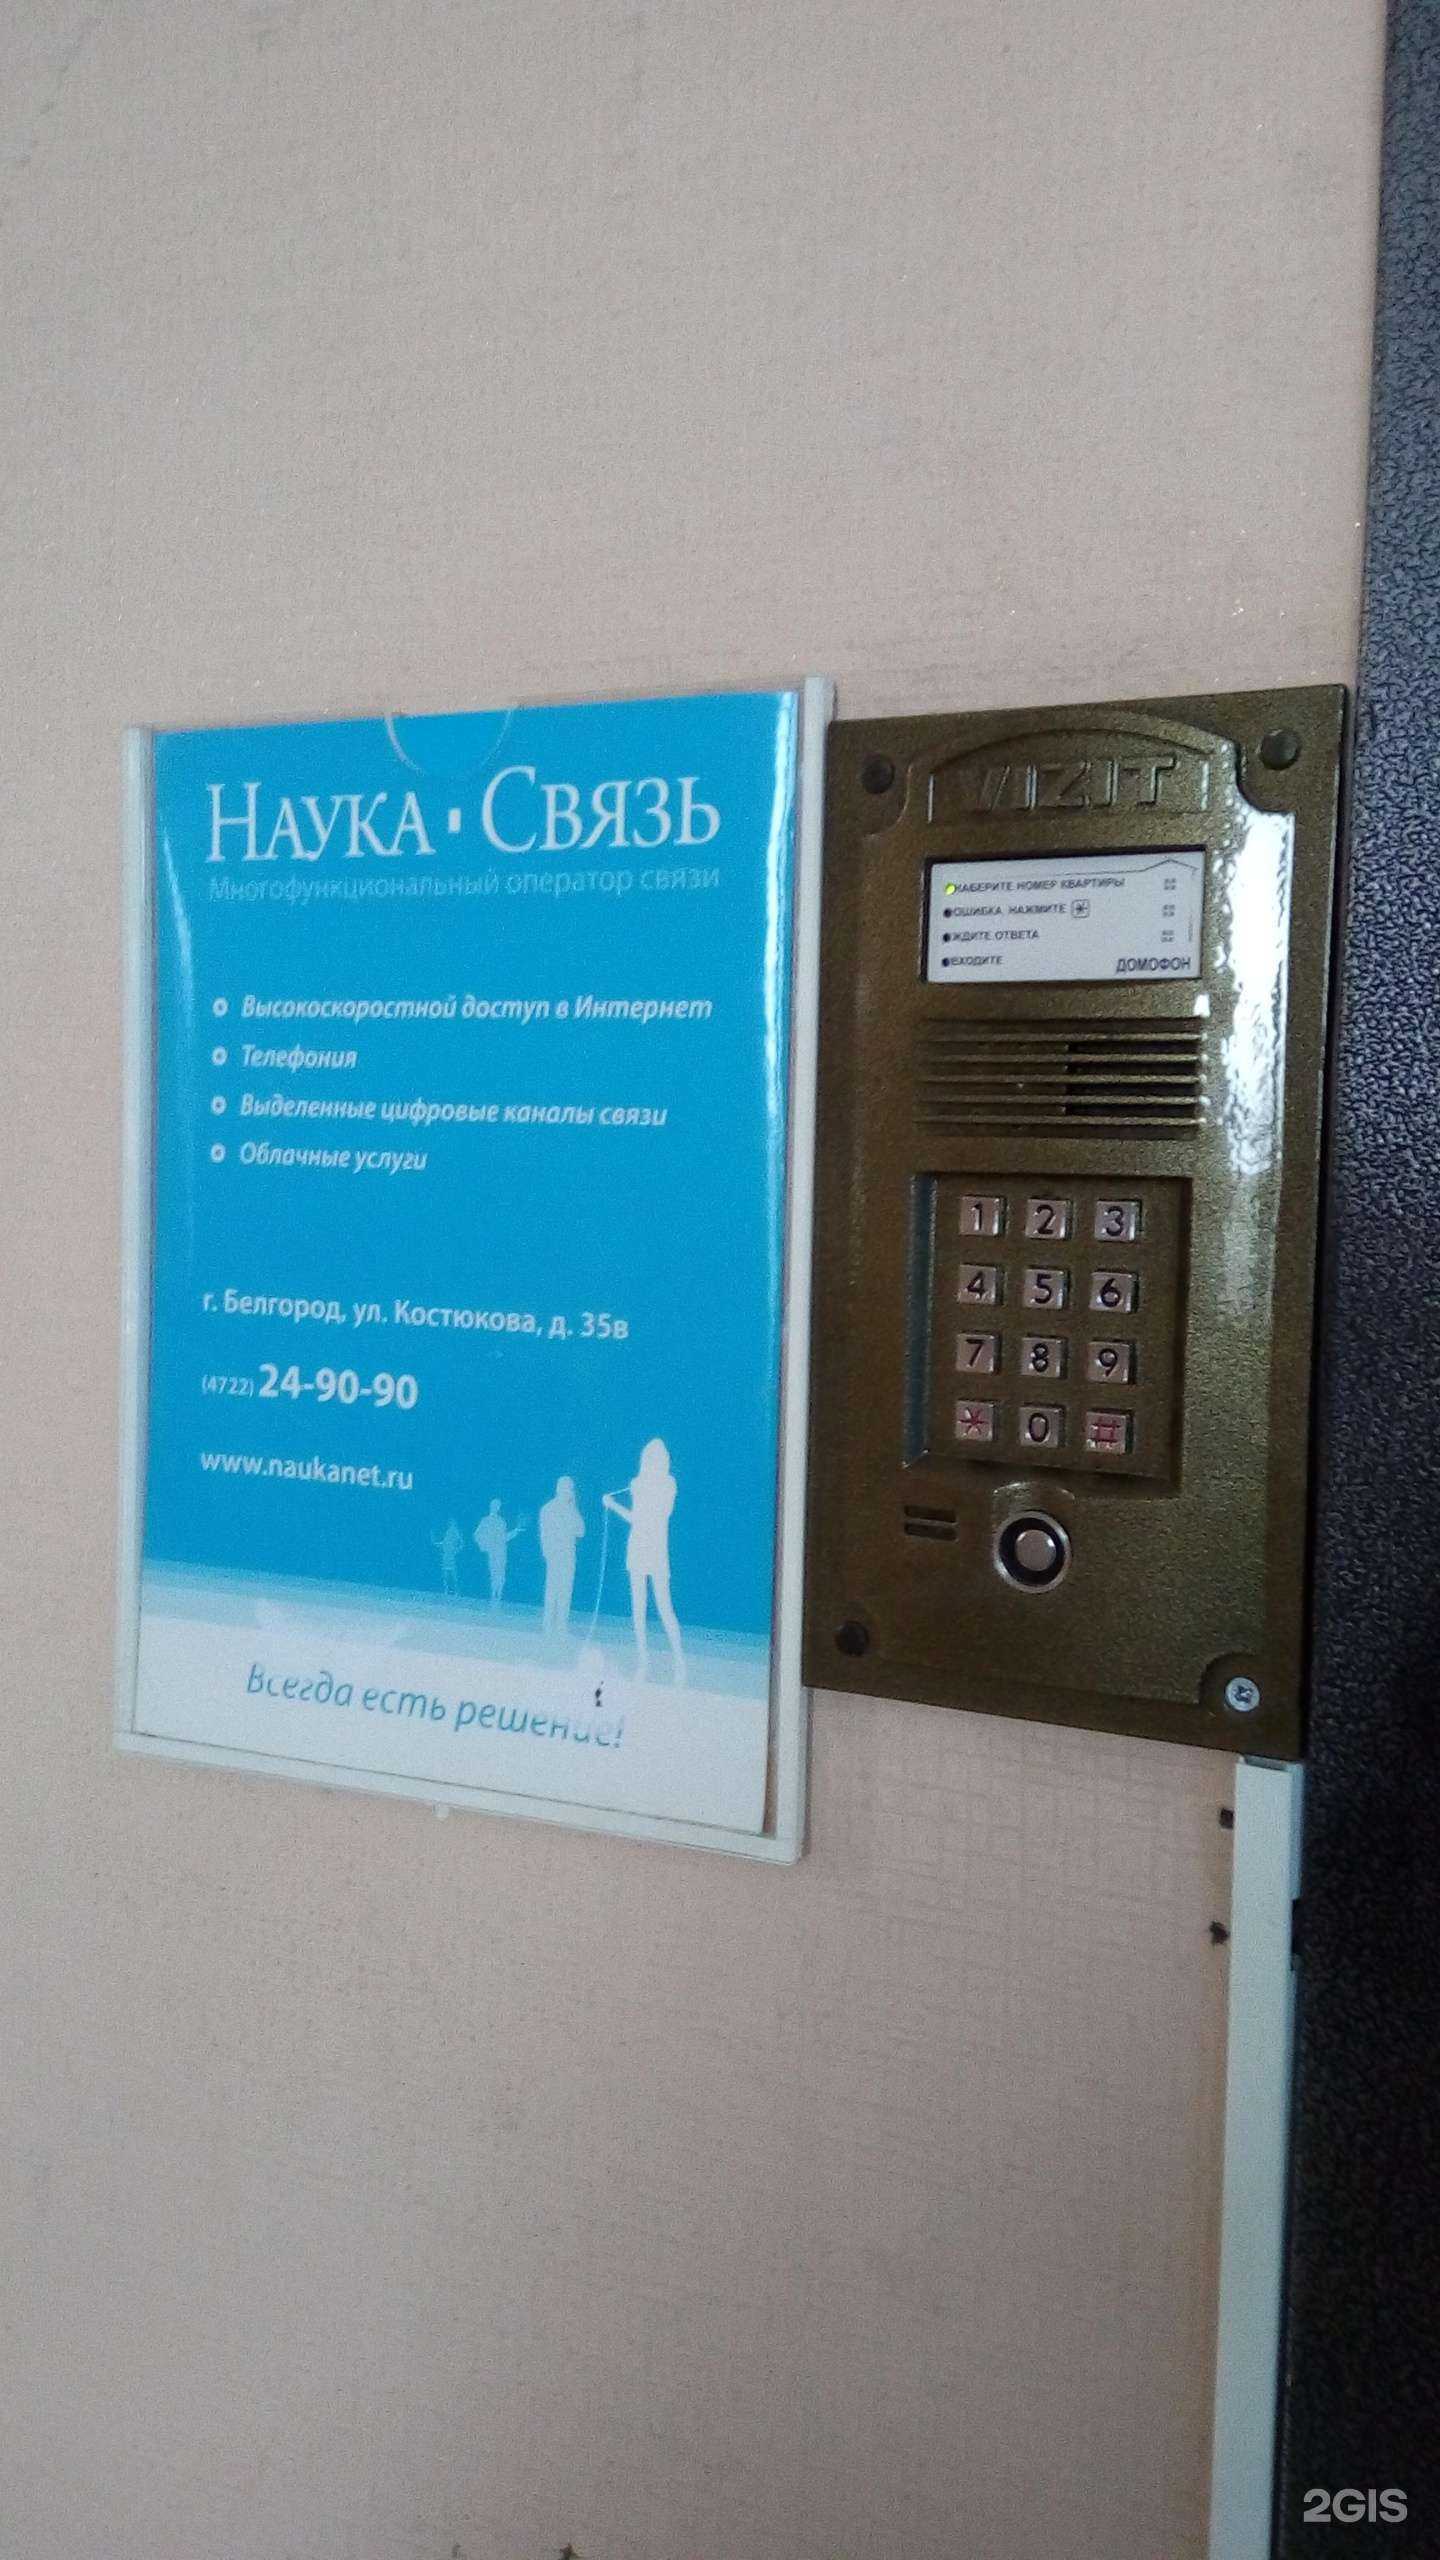 НАУКА · СВЯЗЬ
Многофункциональный оператор связи
Высокоскоростной доступ в Интернет
Телефония
Выделенные цифровые каналы связи
Облачные услуги
г. Белгород, ул. Костюкова, д. 35в
(4722) 24-90-90
www.naukanet.ru
Всегда есть решение!
VIZIT
НАБЕРИТЕ НОМЕР КВАРТИРЫ
ОШИБКА НАЖМИТЕ *
ЖДИТЕ ОТВЕТА
ВХОДИТЕ
ДОМОФОН
1 2 3
4 5 6
7 8 9
* 0 #
2GIS